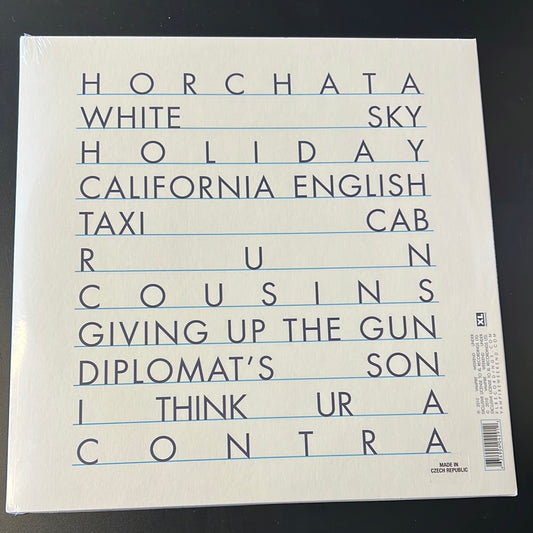 HORCHATA
WHITE SKY
HOLIDAY
CALIFORNIA ENGLISH
TAXI CAB
RUN
COUSINS
GIVING UP THE GUN
DIPLOMAT'S SON
I THINK UR A
CONTRA
MADE IN
CZECH REPUBLIC
XL